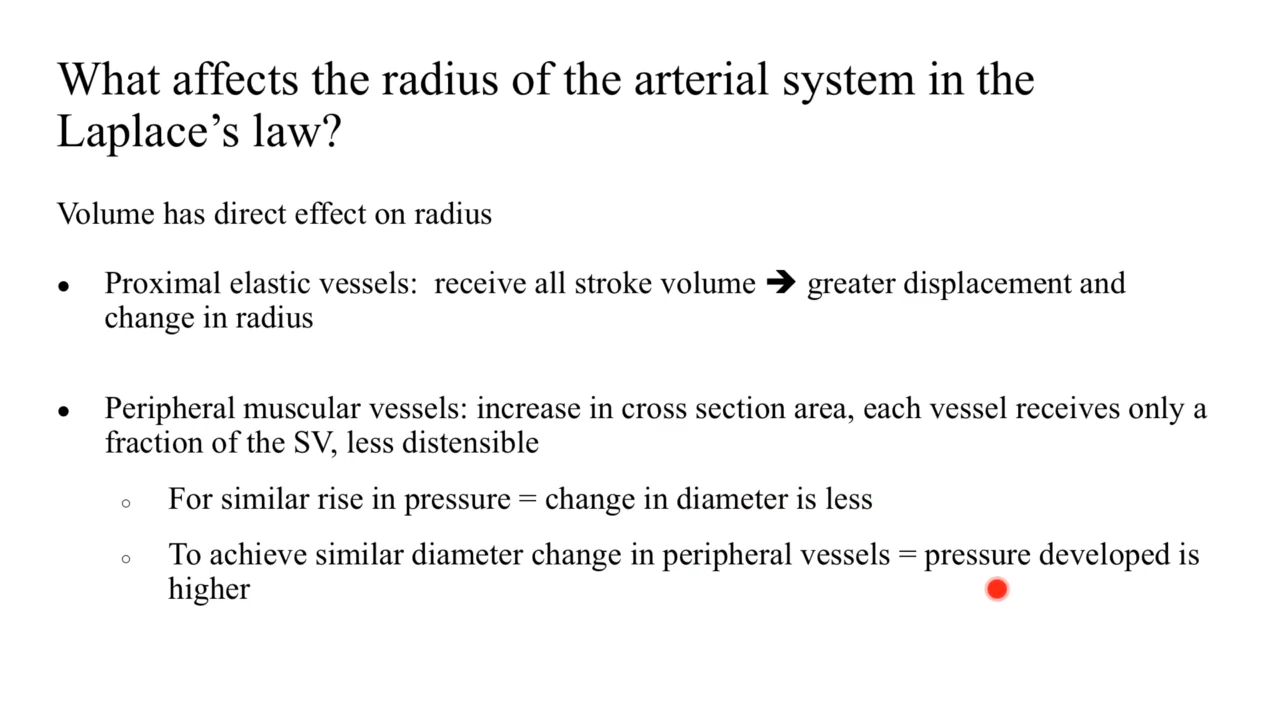 What affects the radius of the arterial system in the
Laplace’s law?
Volume has direct effect on radius
● Proximal elastic vessels:  receive all stroke volume 🡪 greater displacement and
change in radius
● Peripheral muscular vessels: increase in cross section area, each vessel receives only a
fraction of the SV, less distensible
○ For similar rise in pressure = change in diameter is less
○ To achieve similar diameter change in peripheral vessels = pressure developed is
higher